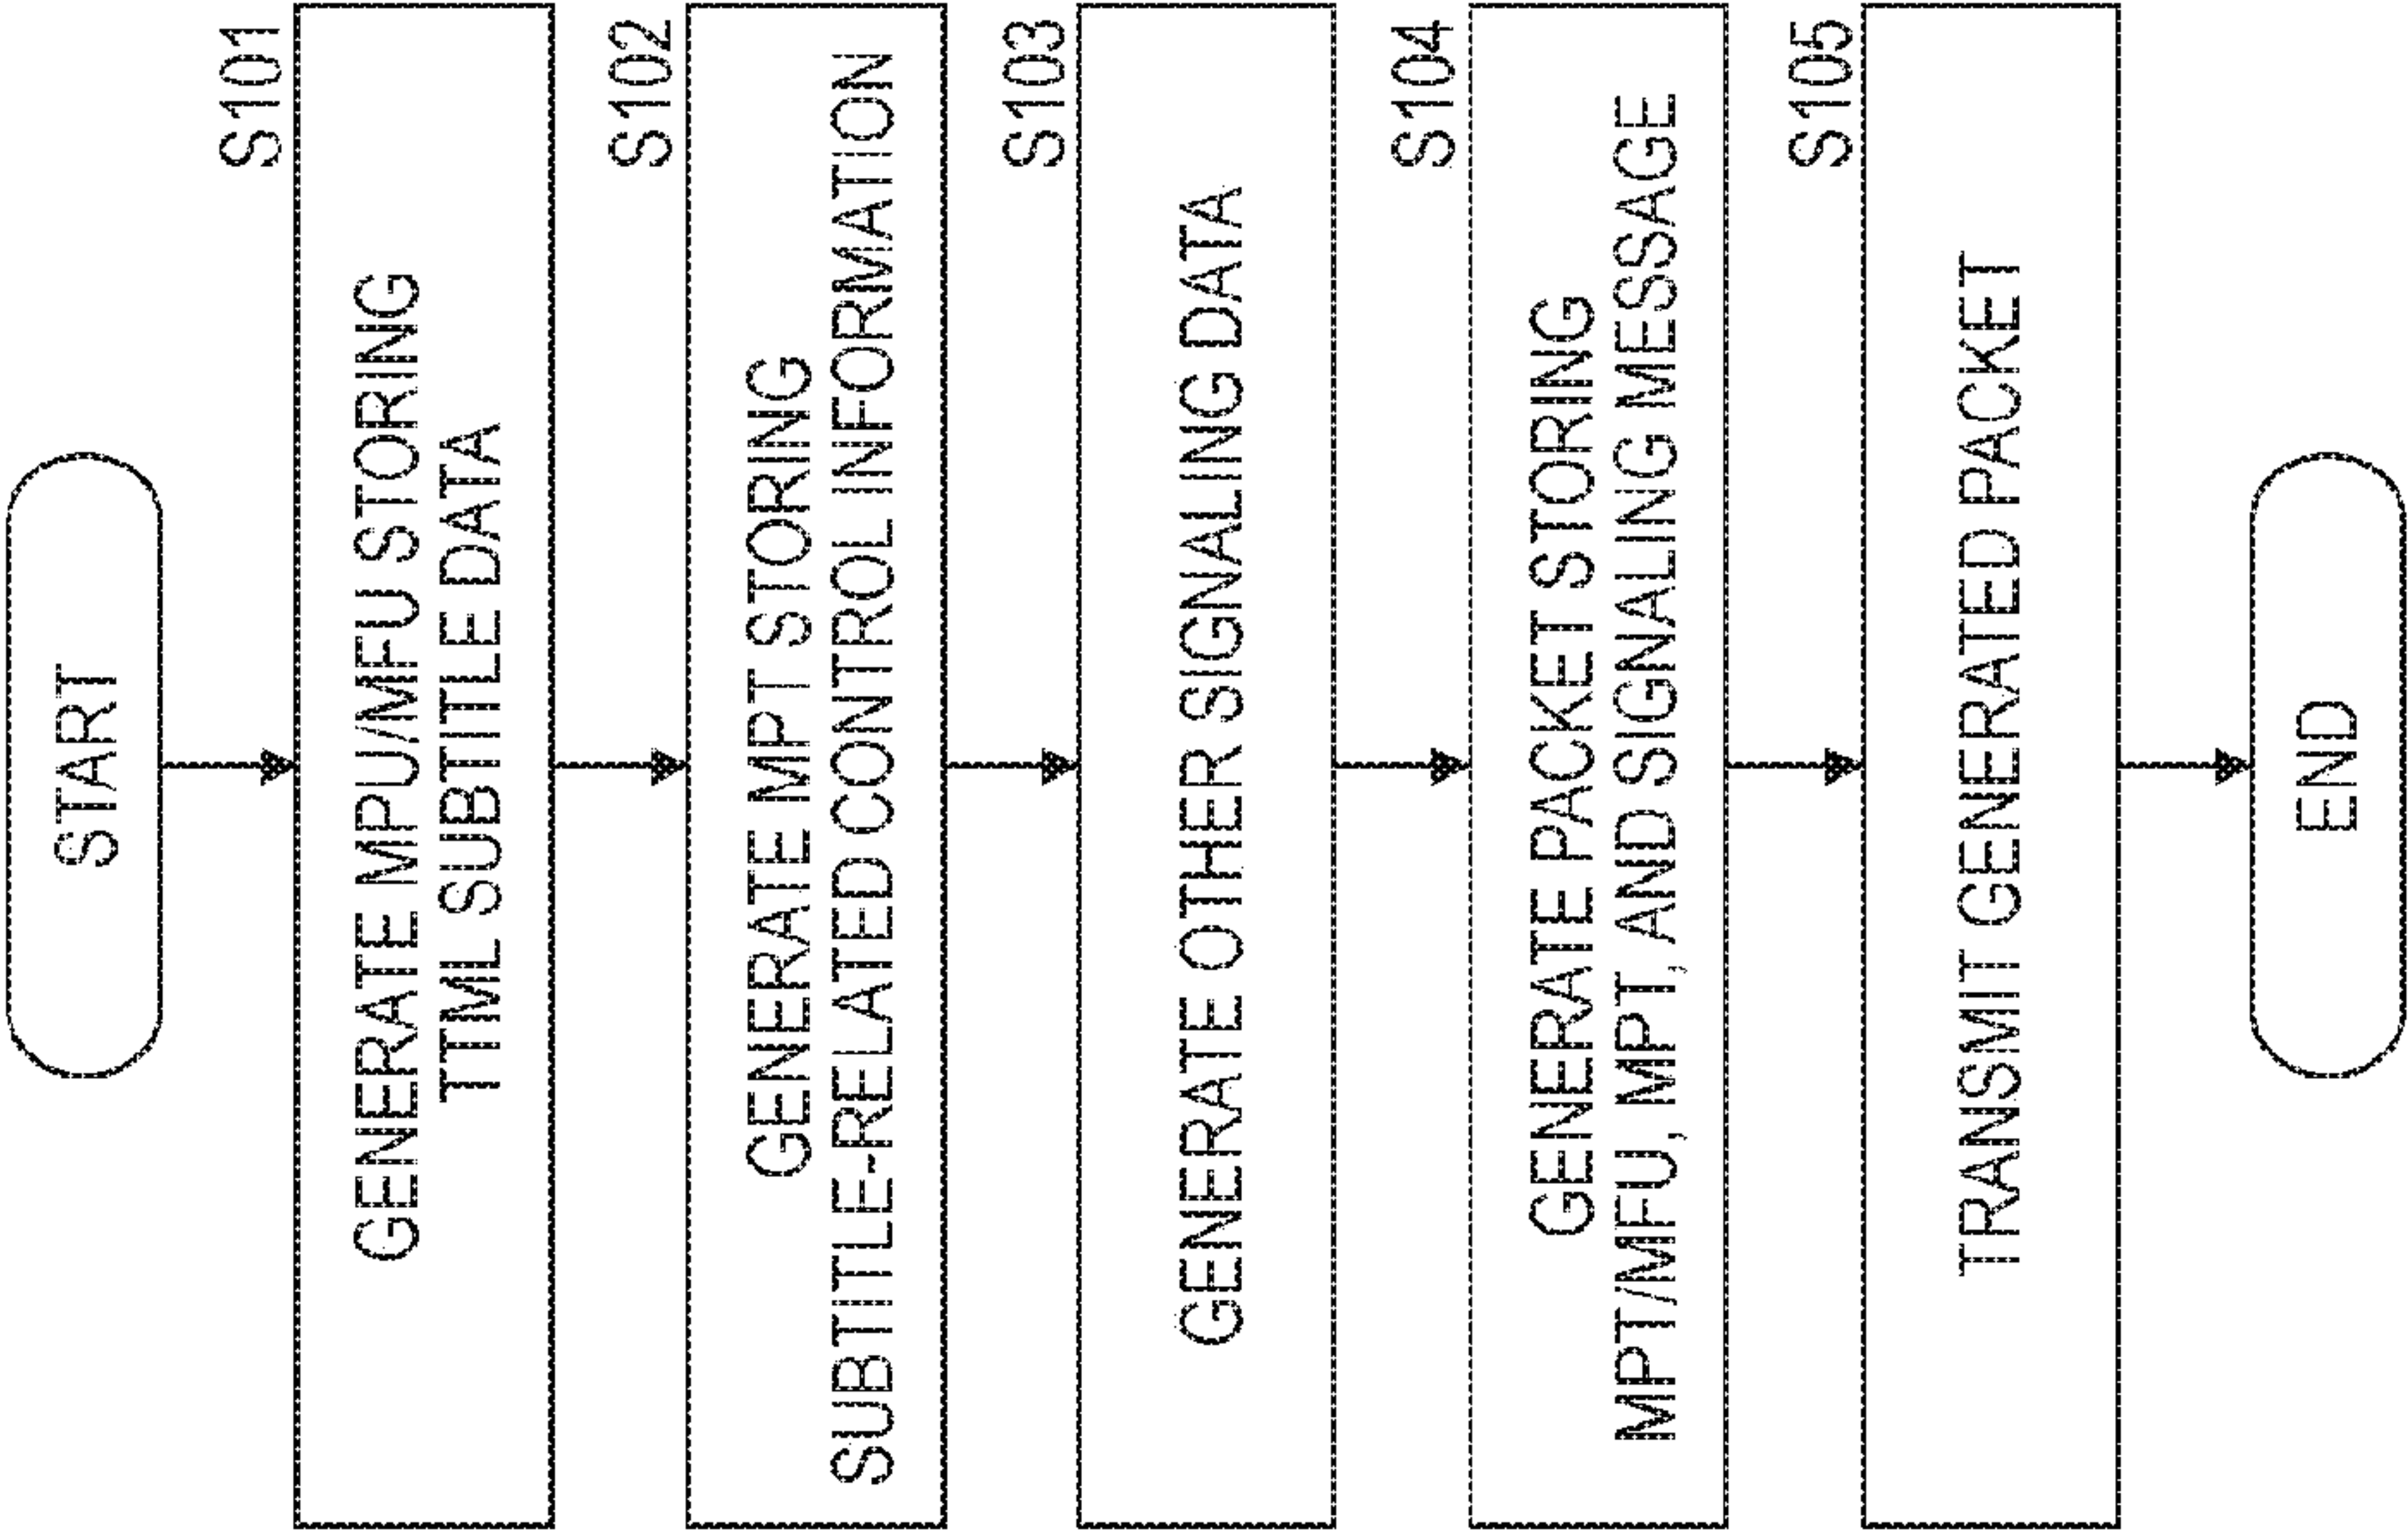 START
S101
GENERATE MPU/MFU STORING
TTML SUBTITLE DATA
S102
GENERATE MPT STORING
SUBTITLE-RELATED CONTROL INFORMATION
S103
GENERATE OTHER SIGNALING DATA
S104
GENERATE PACKET STORING
MPT/MFU, MPT, AND SIGNALING MESSAGE
S105
TRANSMIT GENERATED PACKET
END